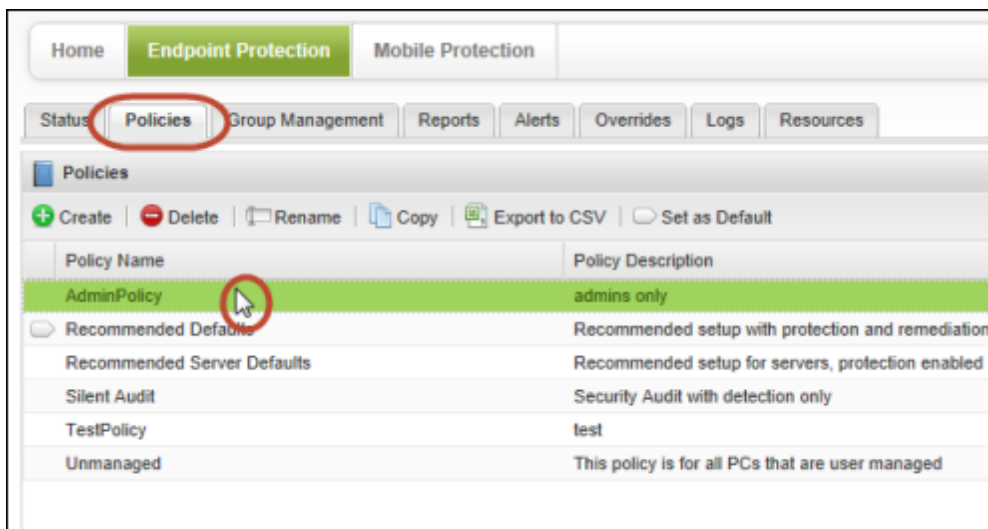 Home Endpoint Protection Mobile Protection
Status Policies Group Management Reports Alerts Overrides Logs Resources
Policies
Create Delete Rename Copy Export to CSV Set as Default
Policy Name Policy Description
AdminPolicy admins only
Recommended Defaults Recommended setup with protection and remediation
Recommended Server Defaults Recommended setup for servers, protection enabled
Silent Audit Security Audit with detection only
TestPolicy test
Unmanaged This policy is for all PCs that are user managed